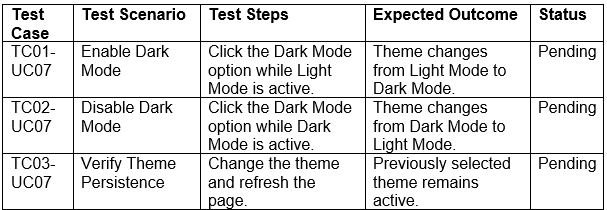 Test Case Test Scenario Test Steps Expected Outcome Status
TC01-UC07 Enable Dark Mode Click the Dark Mode option while Light Mode is active. Theme changes from Light Mode to Dark Mode. Pending
TC02-UC07 Disable Dark Mode Click the Dark Mode option while Dark Mode is active. Theme changes from Dark Mode to Light Mode. Pending
TC03-UC07 Verify Theme Persistence Change the theme and refresh the page. Previously selected theme remains active. Pending